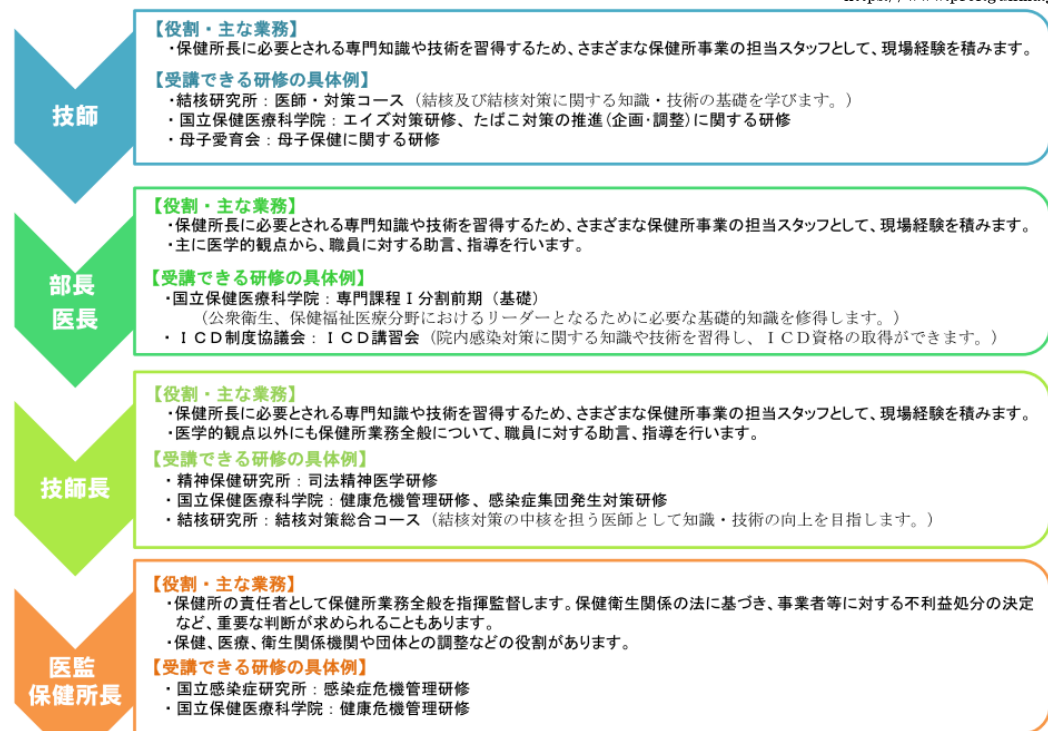 技師
【役割・主な業務】
・保健所長に必要とされる専門知識や技術を習得するため、さまざまな保健所事業の担当スタッフとして、現場経験を積みます。
【受講できる研修の具体例】
・結核研究所：医師・対策コース（結核及び結核対策に関する知識・技術の基礎を学びます。）
・国立保健医療科学院：エイズ対策研修、たばこ対策の推進(企画・調整)に関する研修
・母子愛育会：母子保健に関する研修
部長
医長
【役割・主な業務】
・保健所長に必要とされる専門知識や技術を習得するため、さまざまな保健所事業の担当スタッフとして、現場経験を積みます。
・主に医学的観点から、職員に対する助言、指導を行います。
【受講できる研修の具体例】
・国立保健医療科学院：専門課程Ⅰ分割前期（基礎）
（公衆衛生、保健福祉医療分野におけるリーダーとなるために必要な基礎的知識を修得します。）
・ＩＣＤ制度協議会：ＩＣＤ講習会（院内感染対策に関する知識や技術を習得し、ＩＣＤ資格の取得ができます。）
技師長
【役割・主な業務】
・保健所長に必要とされる専門知識や技術を習得するため、さまざまな保健所事業の担当スタッフとして、現場経験を積みます。
・医学的観点以外にも保健所業務全般について、職員に対する助言、指導を行います。
【受講できる研修の具体例】
・精神保健研究所：司法精神医学研修
・国立保健医療科学院：健康危機管理研修、感染症集団発生対策研修
・結核研究所：結核対策総合コース（結核対策の中核を担う医師として知識・技術の向上を目指します。）
医監
保健所長
【役割・主な業務】
・保健所の責任者として保健所業務全般を指揮監督します。保健衛生関係の法に基づき、事業者等に対する不利益処分の決定
など、重要な判断が求められることもあります。
・保健、医療、衛生関係機関や団体との調整などの役割があります。
【受講できる研修の具体例】
・国立感染症研究所：感染症危機管理研修
・国立保健医療科学院：健康危機管理研修